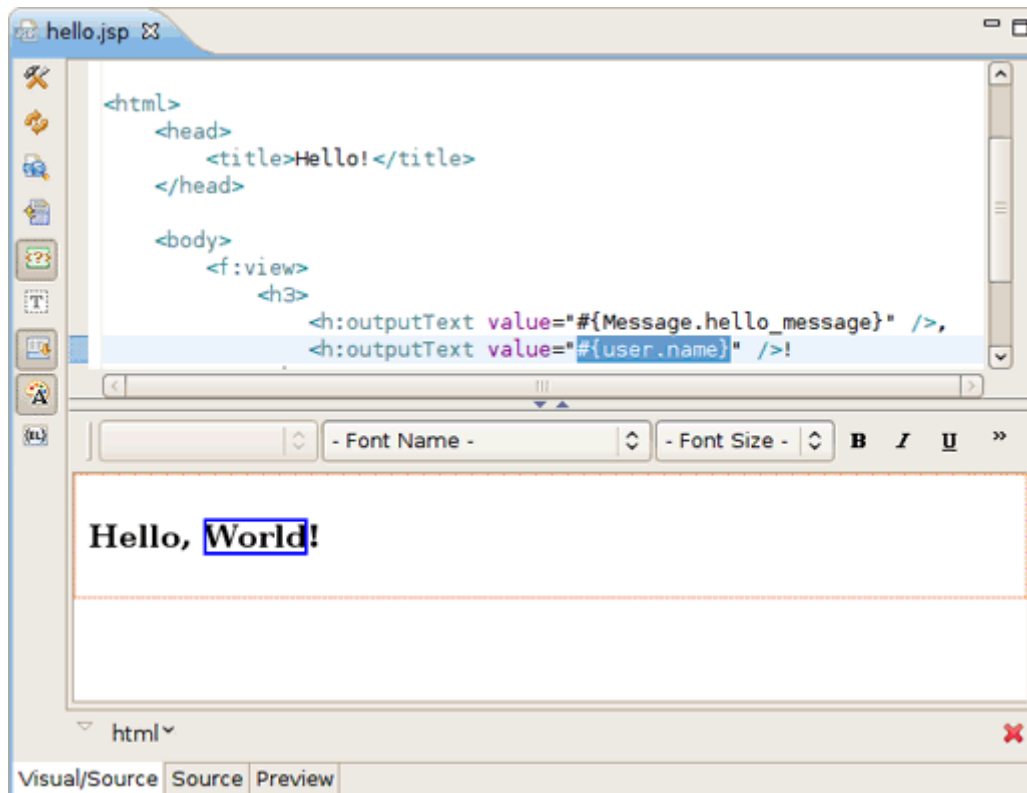 hello.jsp
<html>
<head>
<title>Hello!</title>
</head>
<body>
<f:view>
<h3>
<h:outputText value="#{Message.hello_message}" />,
<h:outputText value="#{user.name}" />!
- Font Name -
- Font Size -
B I U »
Hello, World!
html
Visual/Source Source Preview